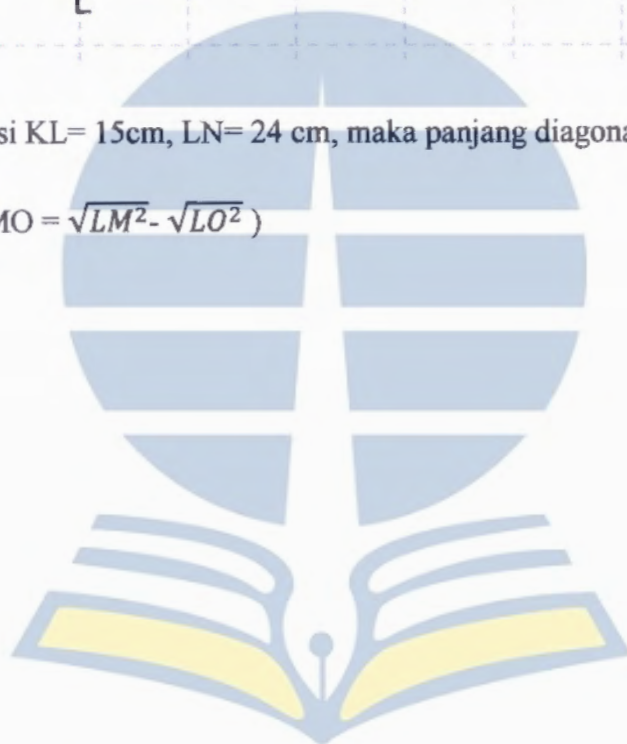 L
si KL= 15cm, LN= 24 cm, maka panjang diagona
MO = √LM²- √LO² )